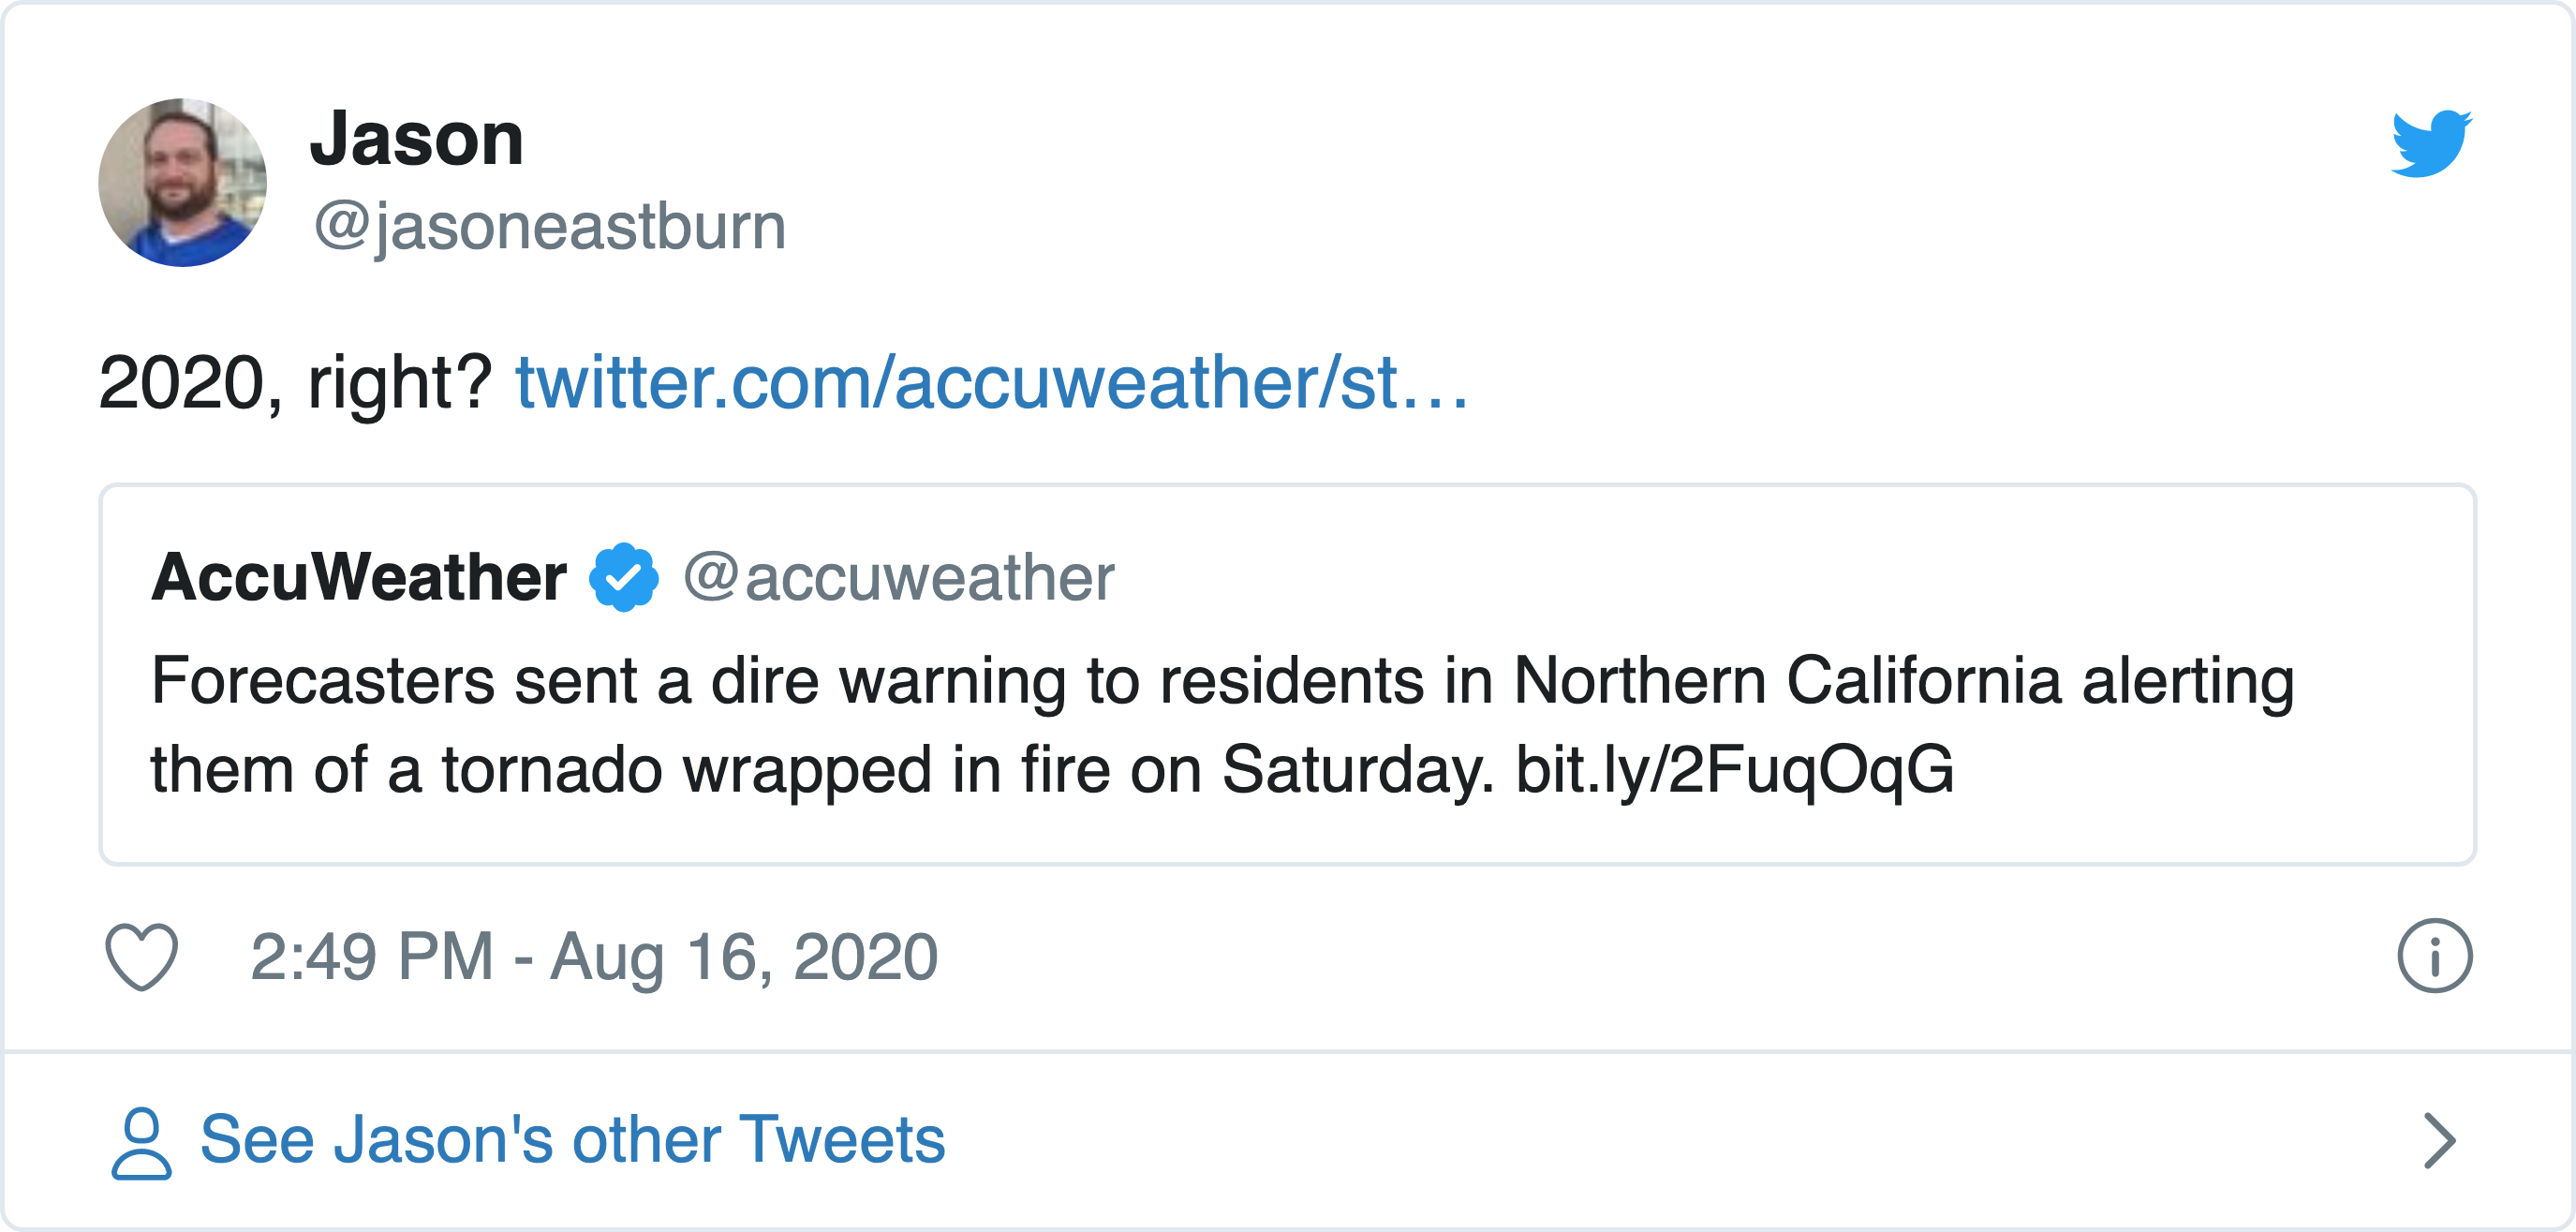 Jason
@jasoneastburn
2020, right? twitter.com/accuweather/st…
AccuWeather @accuweather
Forecasters sent a dire warning to residents in Northern California alerting
them of a tornado wrapped in fire on Saturday. bit.ly/2FuqOqG
2:49 PM - Aug 16, 2020
See Jason's other Tweets